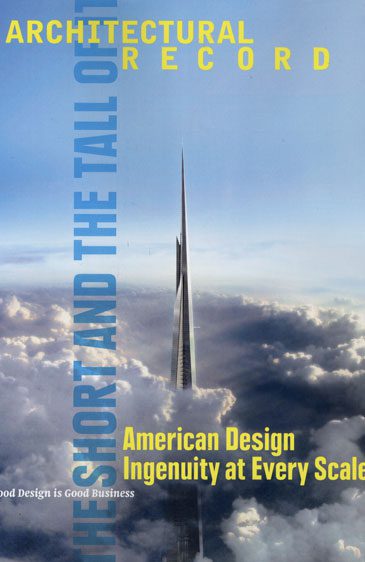 ARCHITECTURAL
RECORD
THE SHORT AND THE TALL OF IT
American Design
Ingenuity at Every Scale
ood Design is Good Business